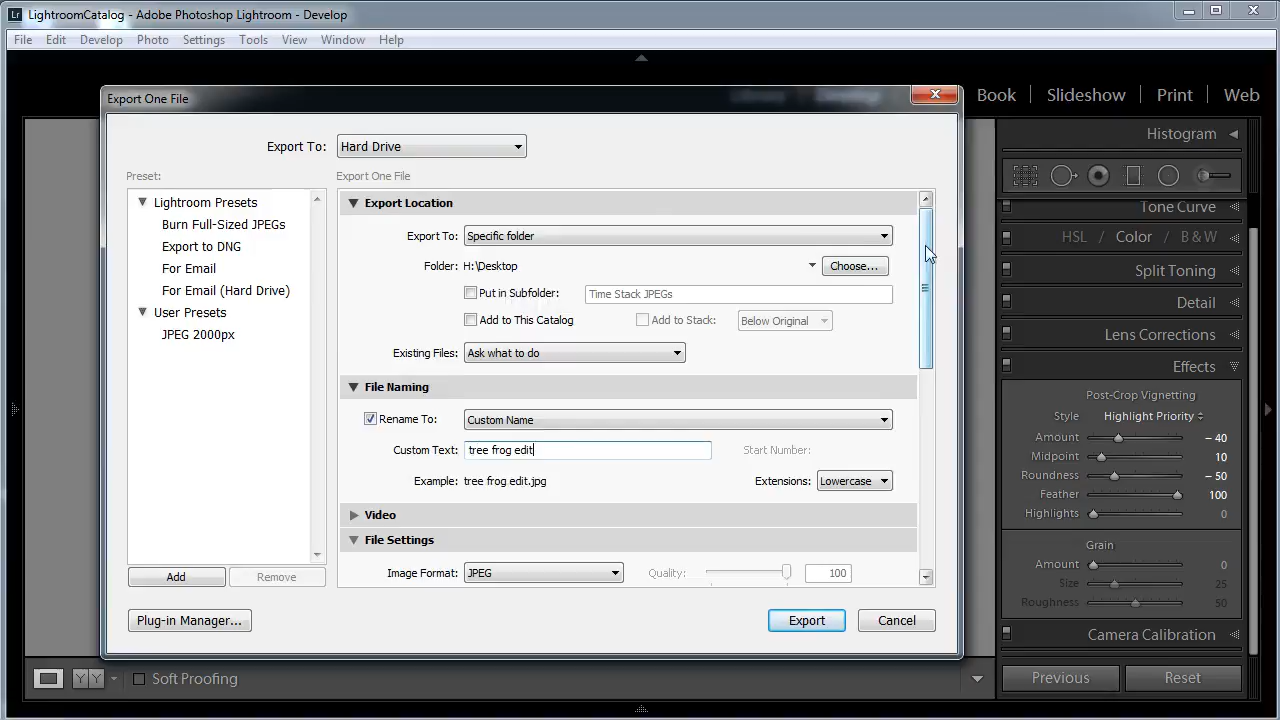 LightroomCatalog - Adobe Photoshop Lightroom - Develop
File Edit Develop Photo Settings Tools View Window Help
Book Slideshow Print Web
Export One File
Export To: Hard Drive
Preset:
Lightroom Presets
Burn Full-Sized JPEGs
Export to DNG
For Email
For Email (Hard Drive)
User Presets
JPEG 2000px
Add Remove
Export One File
Export Location
Export To: Specific folder
Folder: H:\Desktop Choose...
Put in Subfolder: Time Stack JPEGs
Add to This Catalog Add to Stack: Below Original
Existing Files: Ask what to do
File Naming
Rename To: Custom Name
Custom Text: tree frog edit Start Number:
Example: tree frog edit.jpg Extensions: Lowercase
Video
File Settings
Image Format: JPEG Quality: 100
Plug-in Manager... Export Cancel
Histogram
Tone Curve
HSL / Color / B & W
Split Toning
Detail
Lens Corrections
Effects
Post-Crop Vignetting
Style Highlight Priority
Amount – 40
Midpoint 10
Roundness – 50
Feather 100
Highlights 0
Grain
Amount 0
Size 25
Roughness 50
Camera Calibration
Previous Reset
YY Soft Proofing